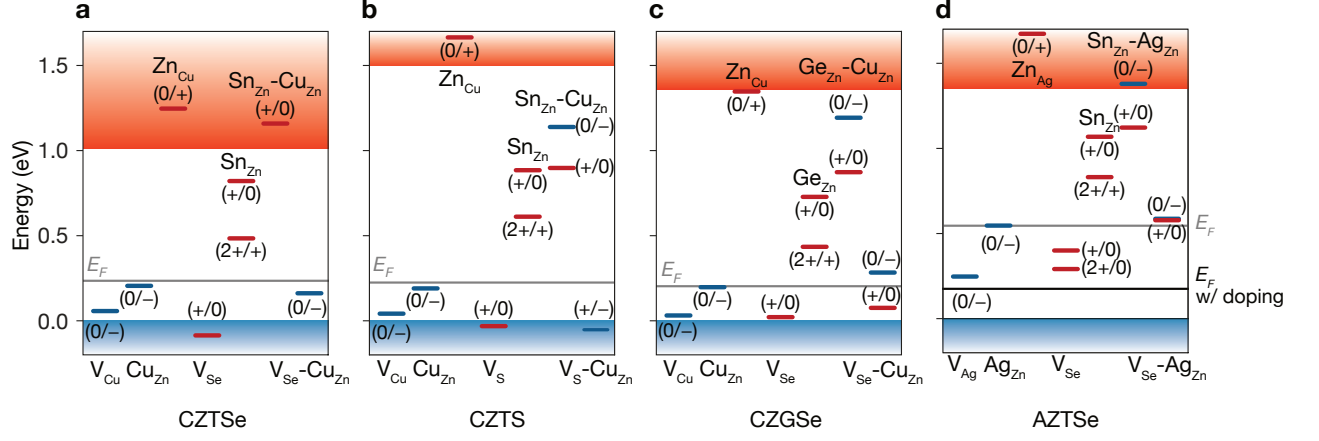 a
b
c
d
Energy (eV)
1.5
1.0
0.5
0.0
Zn_Cu
(0/+)
Sn_Zn-Cu_Zn
(+/0)
Sn_Zn
(+/0)
(2+/+)
E_F
(0/−)
(0/−)
(+/0)
(0/−)
V_Cu Cu_Zn V_Se V_Se-Cu_Zn
CZTSe
(0/+)
Zn_Cu
Sn_Zn-Cu_Zn
(0/−)
Sn_Zn
(+/0)
(+/0)
(2+/+)
E_F
(0/−)
(0/−)
(+/0)
(+/−)
V_Cu Cu_Zn V_S V_S-Cu_Zn
CZTS
Zn_Cu
(0/+)
Ge_Zn-Cu_Zn
(0/−)
(+/0)
Ge_Zn
(+/0)
(2+/+)
E_F
(0/−)
(0/−)
(0/−)
(+/0)
(+/0)
V_Cu Cu_Zn V_Se V_Se-Cu_Zn
CZGSe
(0/+)
Zn_Ag
Sn_Zn-Ag_Zn
(0/−)
Sn_Zn
(+/0)
(+/0)
(2+/+)
(0/−)
(+/0)
E_F
(0/−)
(+/0)
(2+/0)
(0/−)
E_F
w/ doping
V_Ag Ag_Zn V_Se V_Se-Ag_Zn
AZTSe